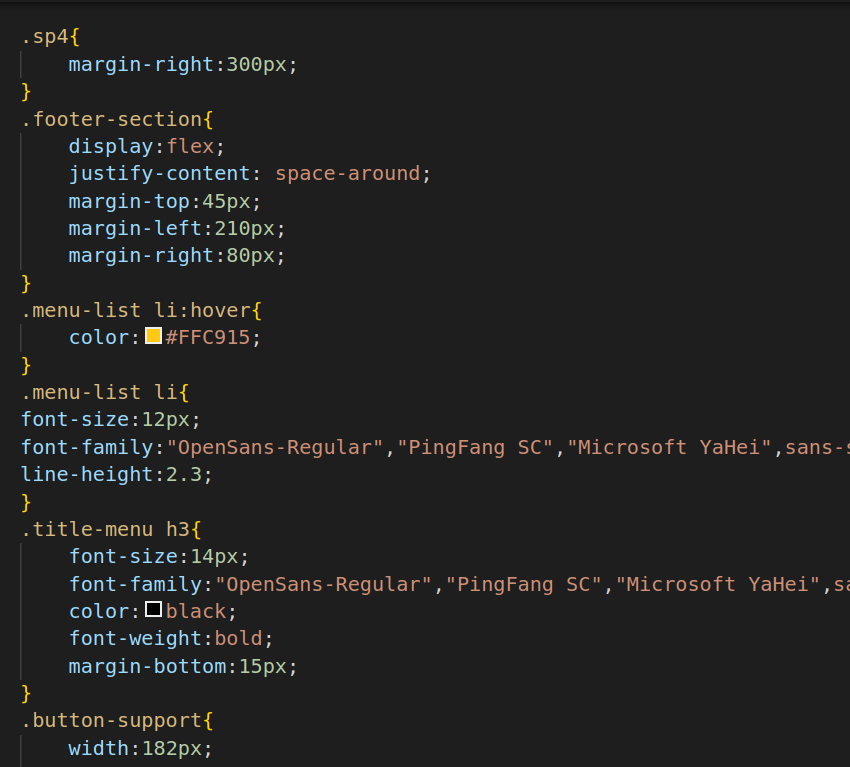 .sp4{
    margin-right:300px;
}
.footer-section{
    display:flex;
    justify-content: space-around;
    margin-top:45px;
    margin-left:210px;
    margin-right:80px;
}
.menu-list li:hover{
    color:#FFC915;
}
.menu-list li{
font-size:12px;
font-family:"OpenSans-Regular","PingFang SC","Microsoft YaHei",sans-s
line-height:2.3;
}
.title-menu h3{
    font-size:14px;
    font-family:"OpenSans-Regular","PingFang SC","Microsoft YaHei",sa
    color:black;
    font-weight:bold;
    margin-bottom:15px;
}
.button-support{
    width:182px;